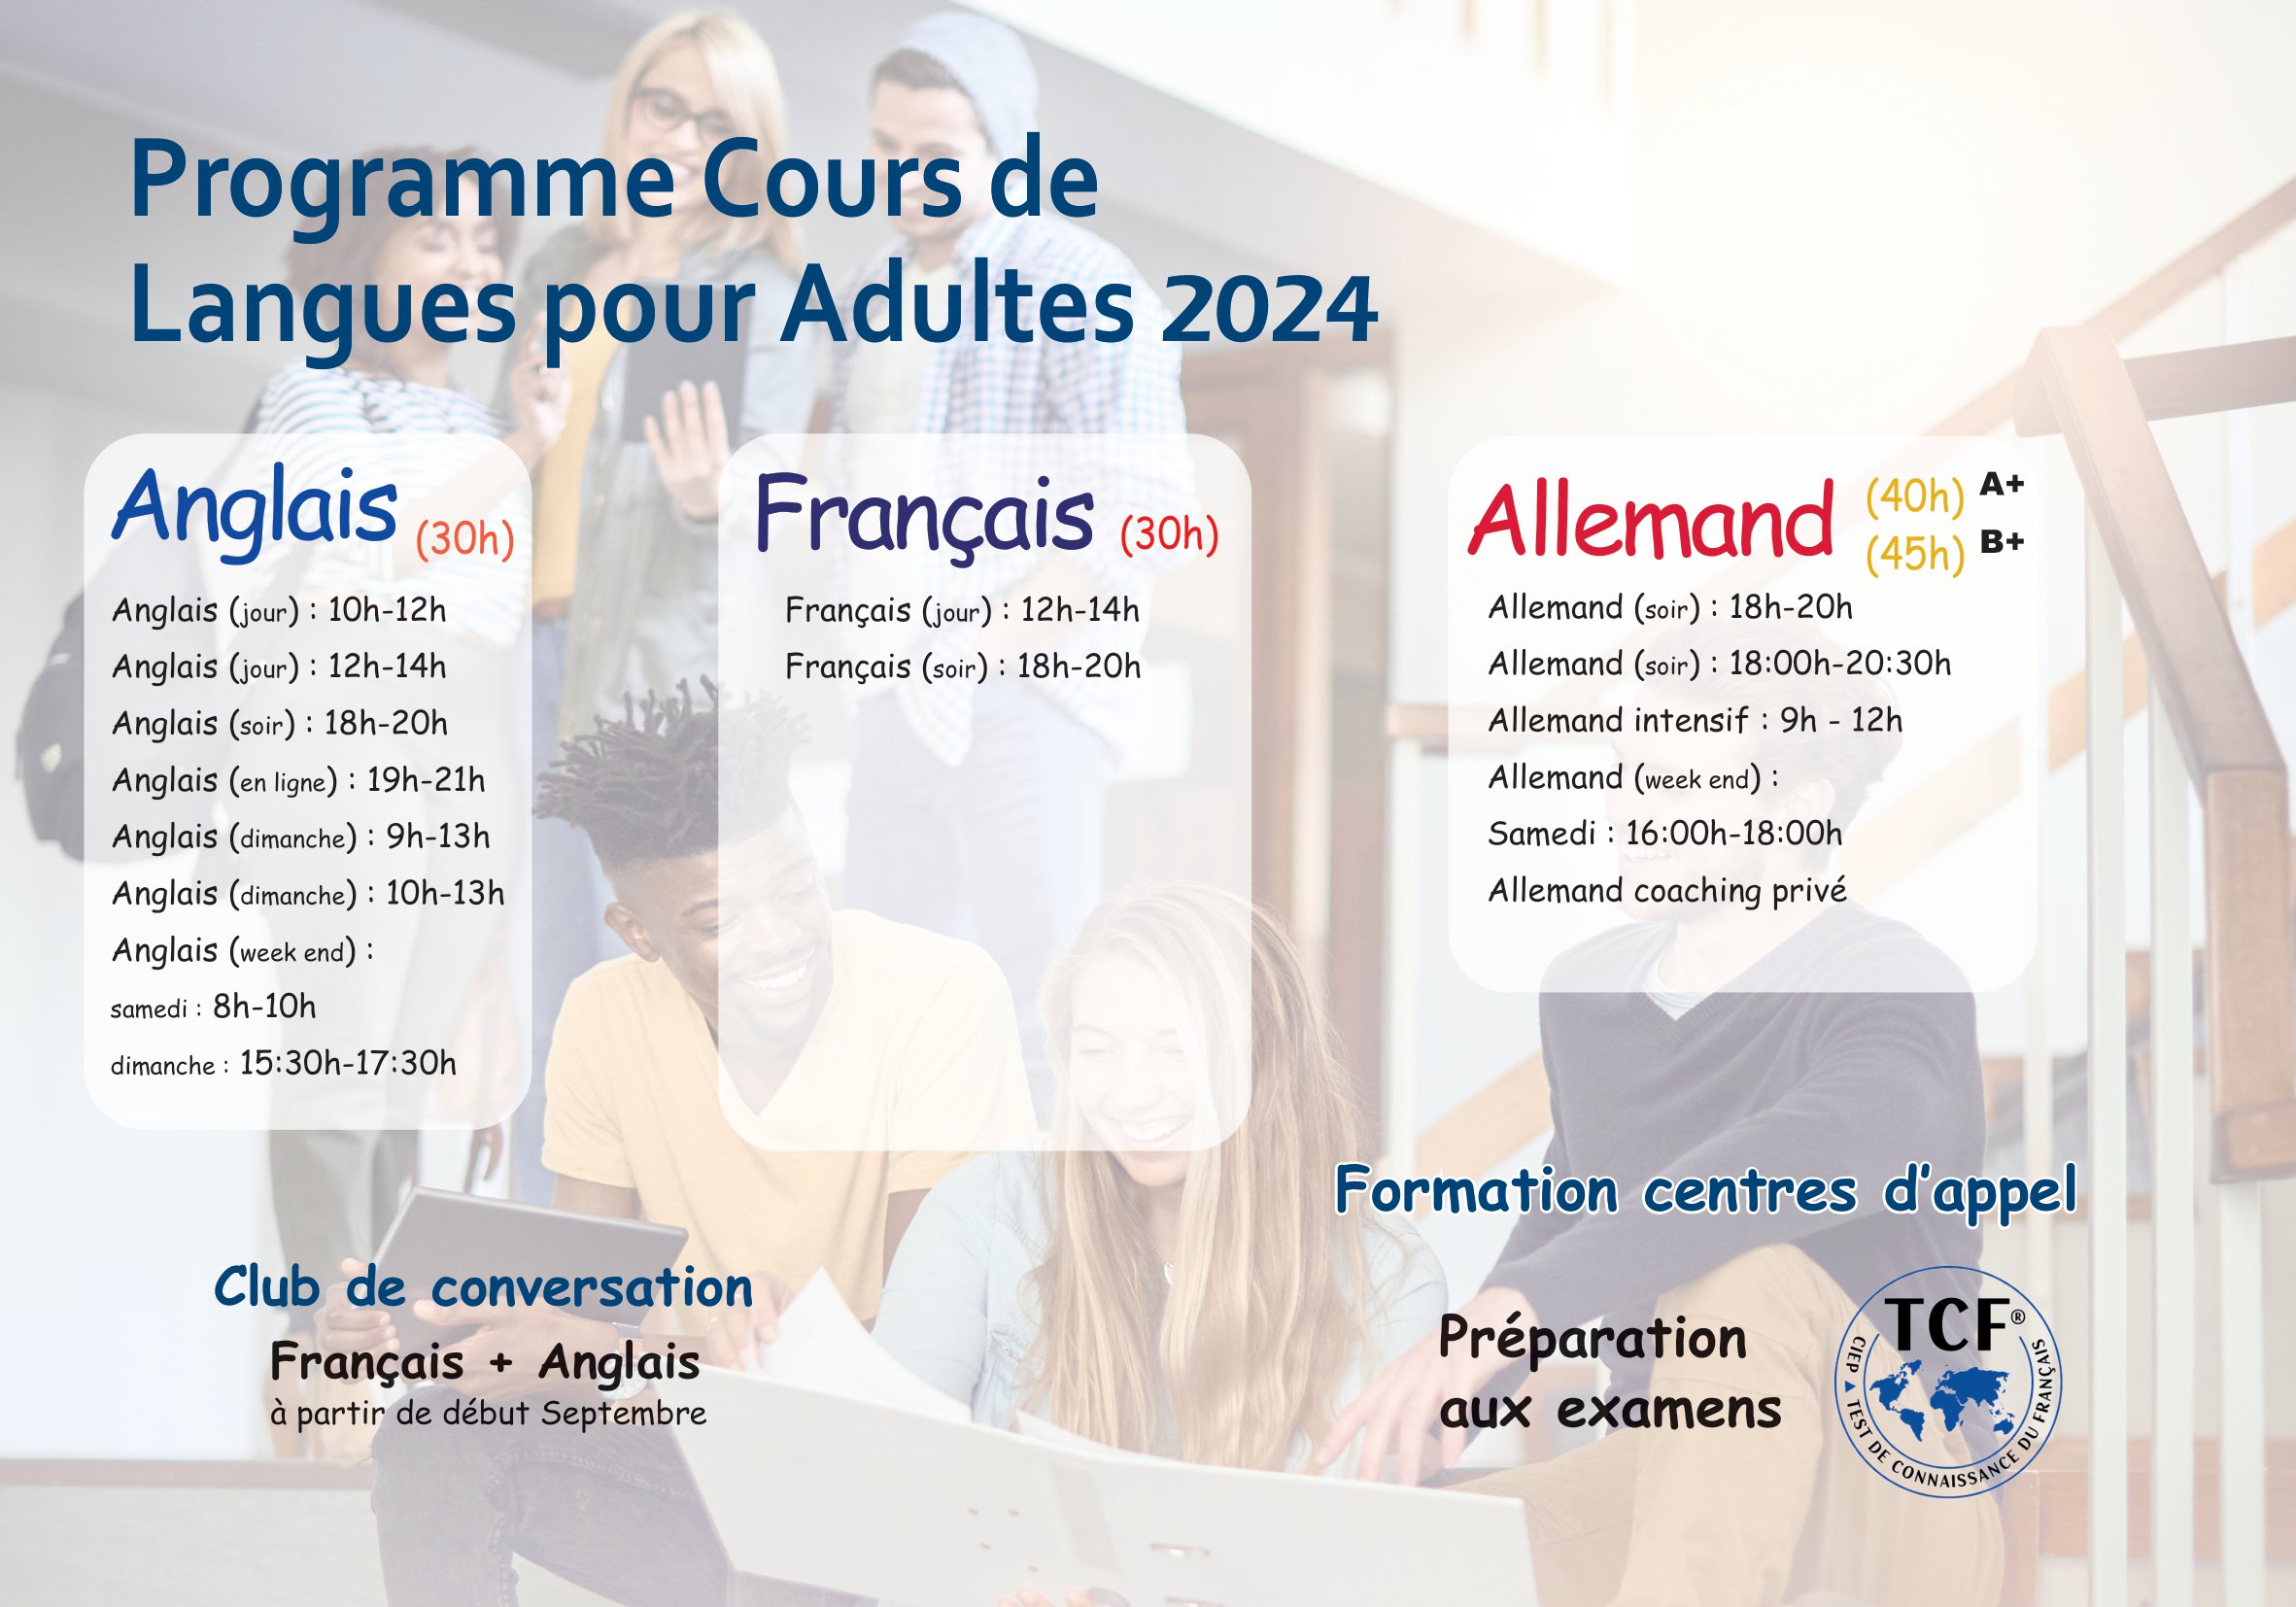 Programme Cours de
Langues pour Adultes 2024
Anglais (30h)
Anglais (jour) : 10h-12h
Anglais (jour) : 12h-14h
Anglais (soir) : 18h-20h
Anglais (en ligne) : 19h-21h
Anglais (dimanche) : 9h-13h
Anglais (dimanche) : 10h-13h
Anglais (week end) :
samedi : 8h-10h
dimanche : 15:30h-17:30h
Français (30h)
Français (jour) : 12h-14h
Français (soir) : 18h-20h
Allemand (40h) A+
(45h) B+
Allemand (soir) : 18h-20h
Allemand (soir) : 18:00h-20:30h
Allemand intensif : 9h - 12h
Allemand (week end) :
Samedi : 16:00h-18:00h
Allemand coaching privé
Club de conversation
Français + Anglais
à partir de début Septembre
Formation centres d'appel
Préparation
aux examens
TCF®
CIEP ▼ TEST DE CONNAISSANCE DU FRANÇAIS